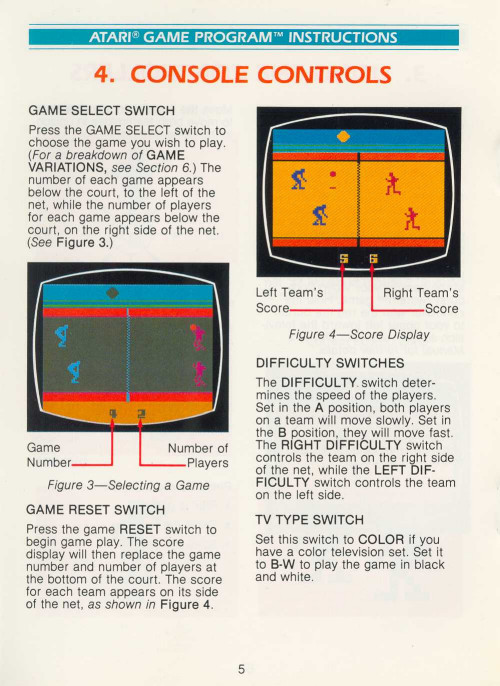 ATARI® GAME PROGRAM™ INSTRUCTIONS
4. CONSOLE CONTROLS
GAME SELECT SWITCH
Press the GAME SELECT switch to
choose the game you wish to play.
(For a breakdown of GAME
VARIATIONS, see Section 6.) The
number of each game appears
below the court, to the left of the
net, while the number of players
for each game appears below the
court, on the right side of the net.
(See Figure 3.)
4 2
Game
Number
Number of
Players
Figure 3—Selecting a Game
GAME RESET SWITCH
Press the game RESET switch to
begin game play. The score
display will then replace the game
number and number of players at
the bottom of the court. The score
for each team appears on its side
of the net, as shown in Figure 4.
5 5
Left Team's
Score
Right Team's
Score
Figure 4—Score Display
DIFFICULTY SWITCHES
The DIFFICULTY switch deter-
mines the speed of the players.
Set in the A position, both players
on a team will move slowly. Set in
the B position, they will move fast.
The RIGHT DIFFICULTY switch
controls the team on the right side
of the net, while the LEFT DIF-
FICULTY switch controls the team
on the left side.
TV TYPE SWITCH
Set this switch to COLOR if you
have a color television set. Set it
to B-W to play the game in black
and white.
5